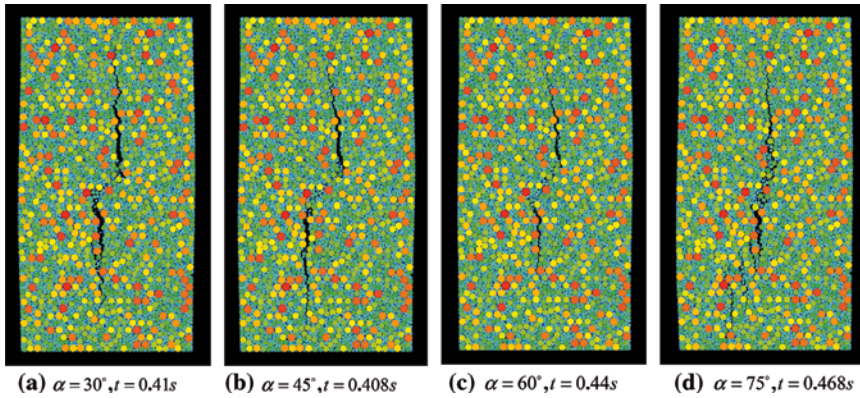 (a) α = 30°, t = 0.41s
(b) α = 45°, t = 0.408s
(c) α = 60°, t = 0.44s
(d) α = 75°, t = 0.468s